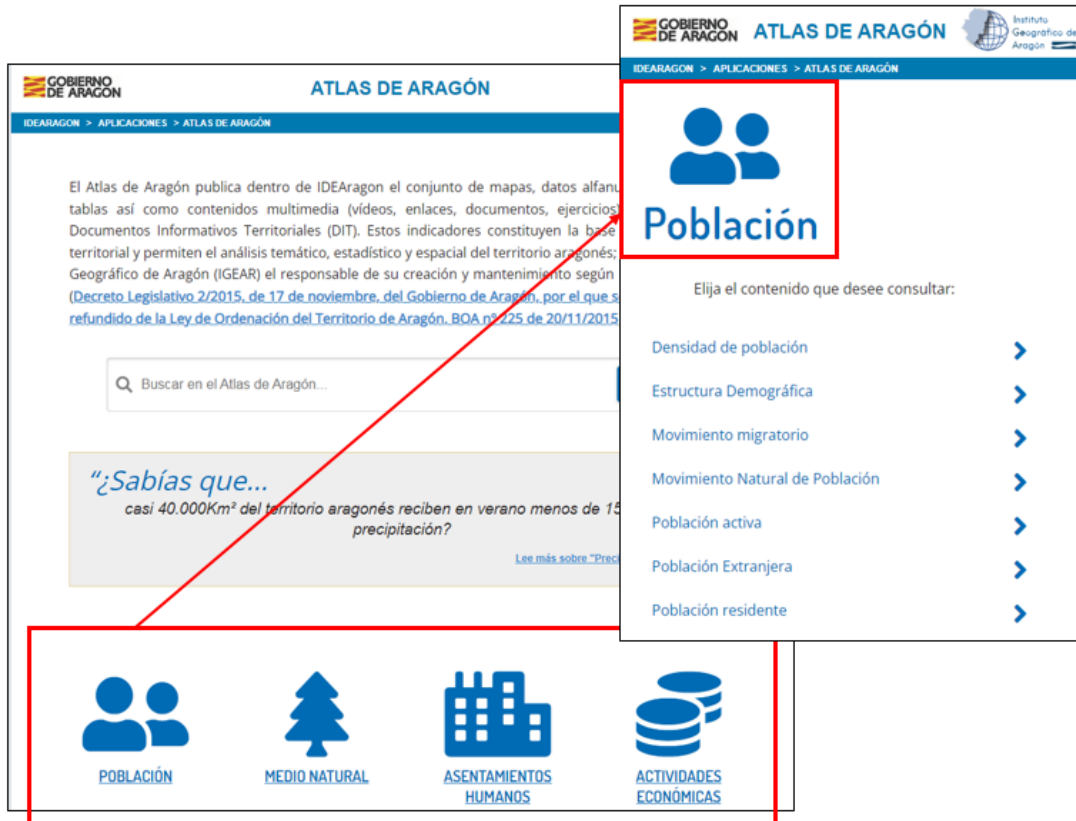 GOBIERNO
DE ARAGON
ATLAS DE ARAGÓN
IDEARAGON > APLICACIONES > ATLAS DE ARAGÓN
El Atlas de Aragón publica dentro de IDEAragon el conjunto de mapas, datos
tablas así como contenidos multimedia (vídeos, enlaces, documentos, ejercicios)
Documentos Informativos Territoriales (DIT). Estos indicadores constituyen la base
territorial y permiten el análisis temático, estadístico y espacial del territorio aragonés;
Geográfico de Aragón (IGEAR) el responsable de su creación y mantenimiento según
(Decreto Legislativo 2/2015, de 17 de noviembre, del Gobierno de Aragón, por el que
refundido de la Ley de Ordenación del Territorio de Aragón. BOA nº 225 de 20/11/2015
Buscar en el Atlas de Aragón...
“¿Sabías que...
casi 40.000Km² del territorio aragonés reciben en verano menos de
precipitación?
Lee más sobre
POBLACIÓN
MEDIO NATURAL
ASENTAMIENTOS
HUMANOS
ACTIVIDADES
ECONÓMICAS
GOBIERNO
DE ARAGON
ATLAS DE ARAGÓN
Instituto
Geográfico de
Aragón
IDEARAGON > APLICACIONES > ATLAS DE ARAGÓN
Población
Elija el contenido que desee consultar:
Densidad de población
Estructura Demográfica
Movimiento migratorio
Movimiento Natural de Población
Población activa
Población Extranjera
Población residente